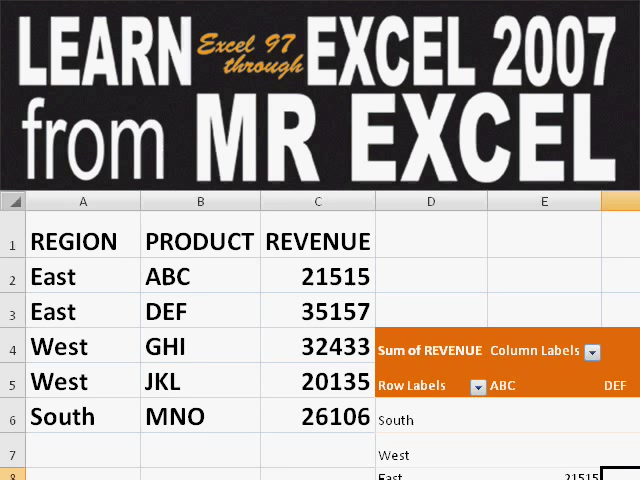 LEARN Excel 97 through EXCEL 2007
from MR EXCEL
A B C D E
1 REGION PRODUCT REVENUE
2 East ABC 21515
3 East DEF 35157
4 West GHI 32433 Sum of REVENUE Column Labels
5 West JKL 20135 Row Labels ABC DEF
6 South MNO 26106 South
7 West
8 East 21515